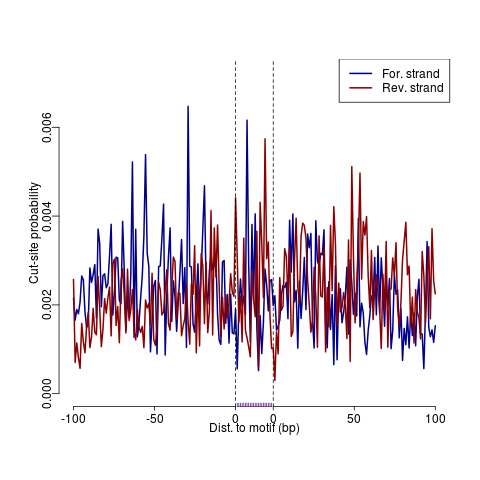 For. strand
Rev. strand
Cut-site probability
0.006
0.004
0.002
0.000
-100
-50
0
0
50
100
Dist. to motif (bp)